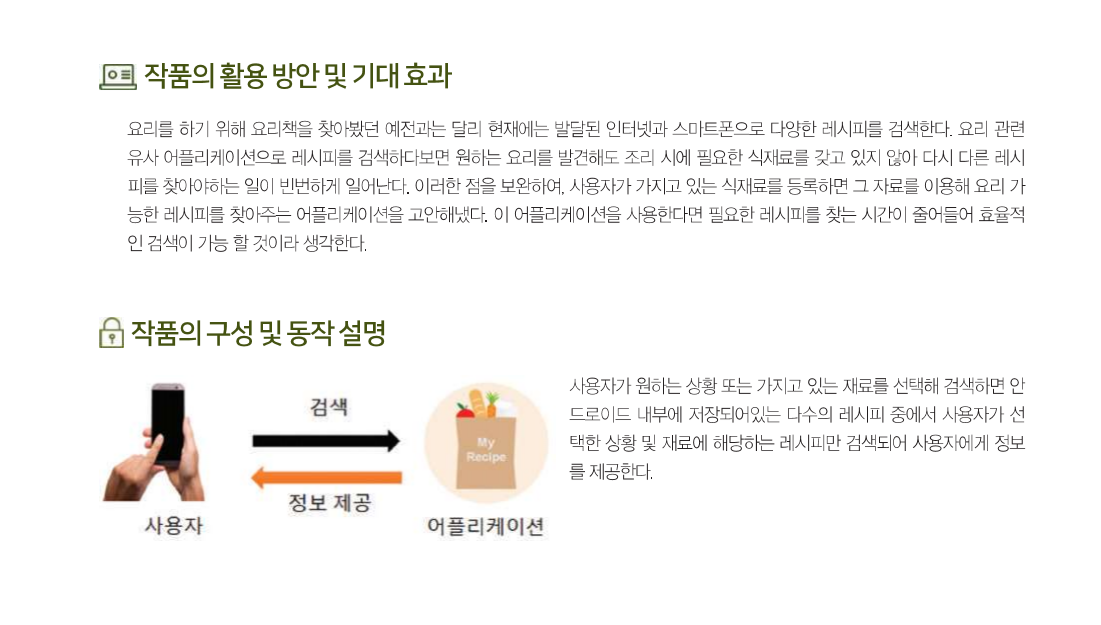 작품의 활용 방안 및 기대 효과
요리를 하기 위해 요리책을 찾아봤던 예전과는 달리 현재에는 발달된 인터넷과 스마트폰으로 다양한 레시피를 검색한다. 요리 관련
유사 어플리케이션으로 레시피를 검색하다보면 원하는 요리를 발견해도 조리 시에 필요한 식재료를 갖고 있지 않아 다시 다른 레시
피를 찾아야하는 일이 빈번하게 일어난다. 이러한 점을 보완하여, 사용자가 가지고 있는 식재료를 등록하면 그 자료를 이용해 요리 가
능한 레시피를 찾아주는 어플리케이션을 고안해냈다. 이 어플리케이션을 사용한다면 필요한 레시피를 찾는 시간이 줄어들어 효율적
인 검색이 가능 할 것이라 생각한다.
작품의 구성 및 동작 설명
검색
My
Recipe
정보 제공
사용자
어플리케이션
사용자가 원하는 상황 또는 가지고 있는 재료를 선택해 검색하면 안
드로이드 내부에 저장되어있는 다수의 레시피 중에서 사용자가 선
택한 상황 및 재료에 해당하는 레시피만 검색되어 사용자에게 정보
를 제공한다.